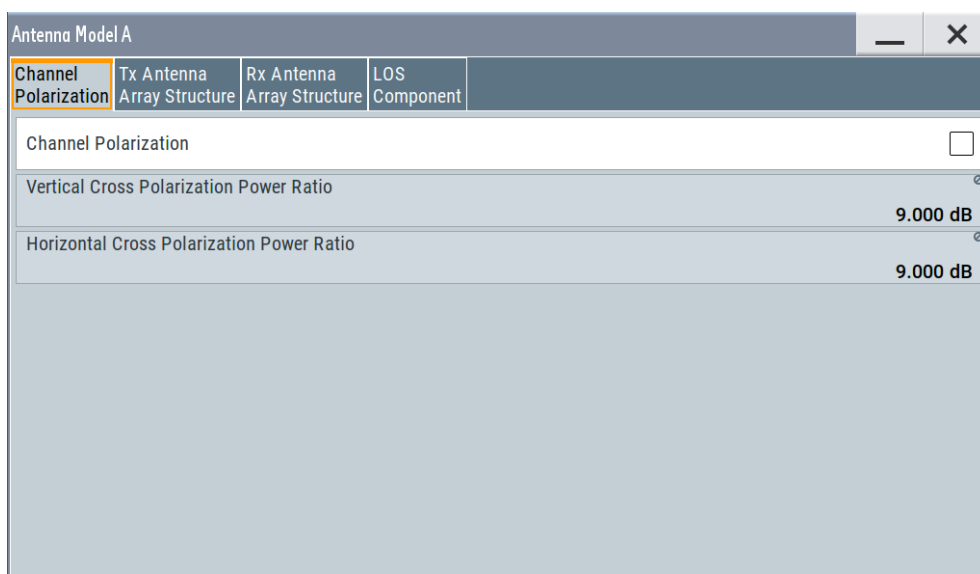 Antenna Model A
Channel Polarization
Tx Antenna Array Structure
Rx Antenna Array Structure
LOS Component
Channel Polarization
Vertical Cross Polarization Power Ratio
9.000 dB
Horizontal Cross Polarization Power Ratio
9.000 dB